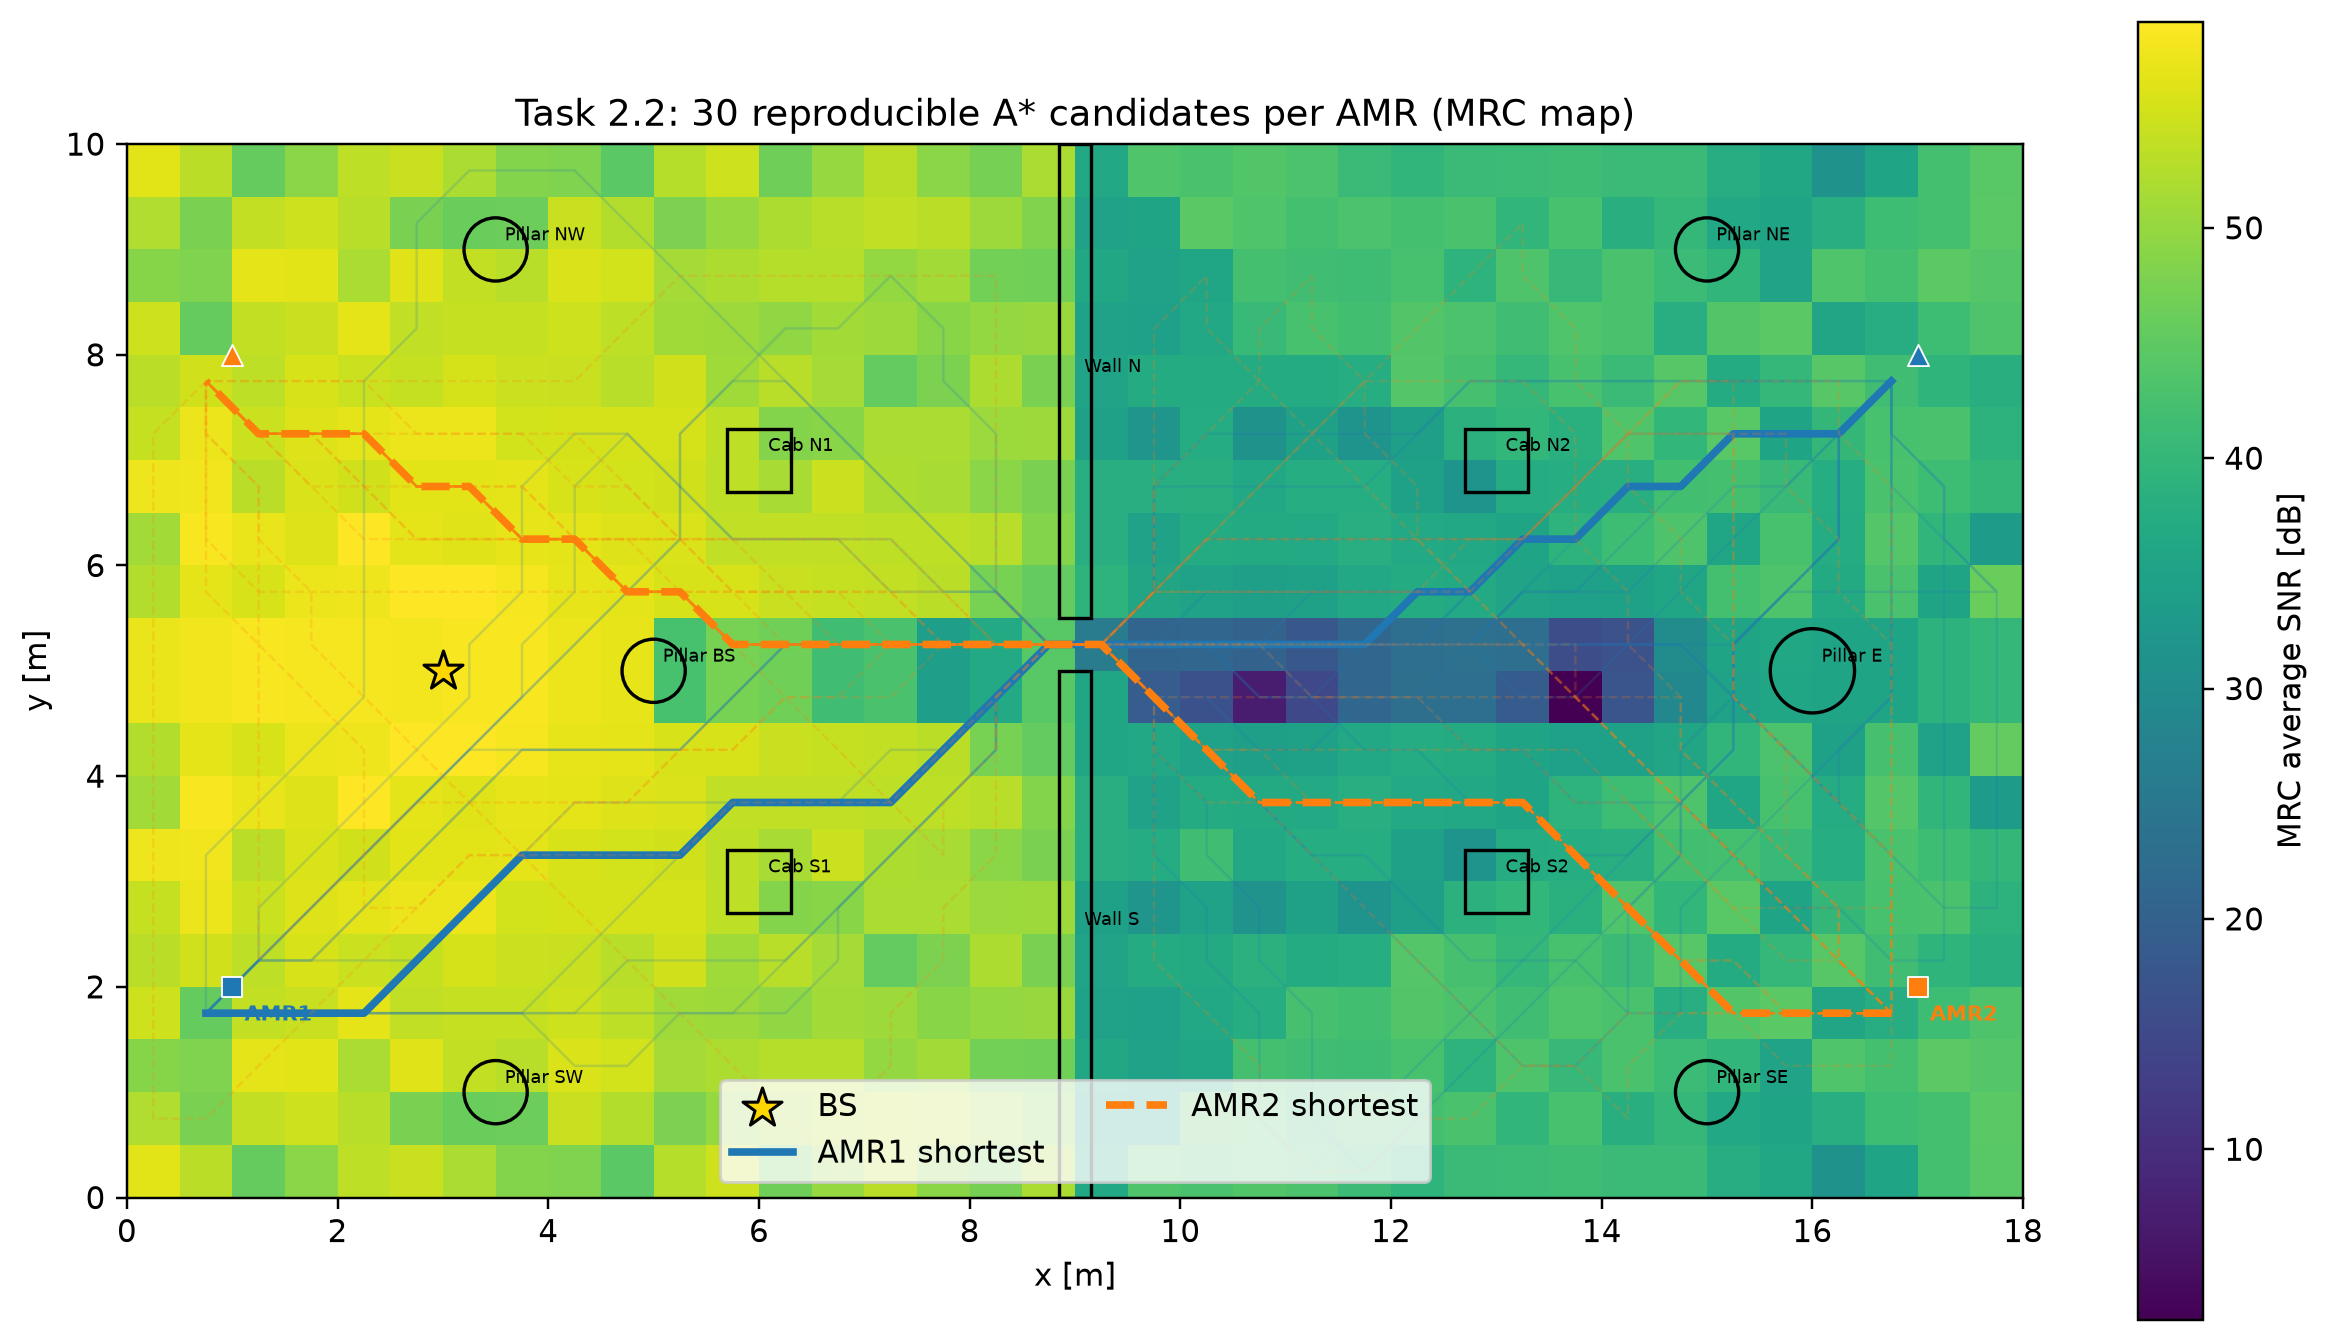 Task 2.2: 30 reproducible A* candidates per AMR (MRC map)
10
8
6
4
2
0
y [m]
Pillar NW
Pillar NE
Wall N
Cab N1
Cab N2
Pillar BS
Pillar E
Cab S1
Cab S2
Wall S
AMR1
AMR2
Pillar SW
Pillar SE
BS
AMR1 shortest
AMR2 shortest
0 2 4 6 8 10 12 14 16 18
x [m]
50
40
30
20
10
MRC average SNR [dB]